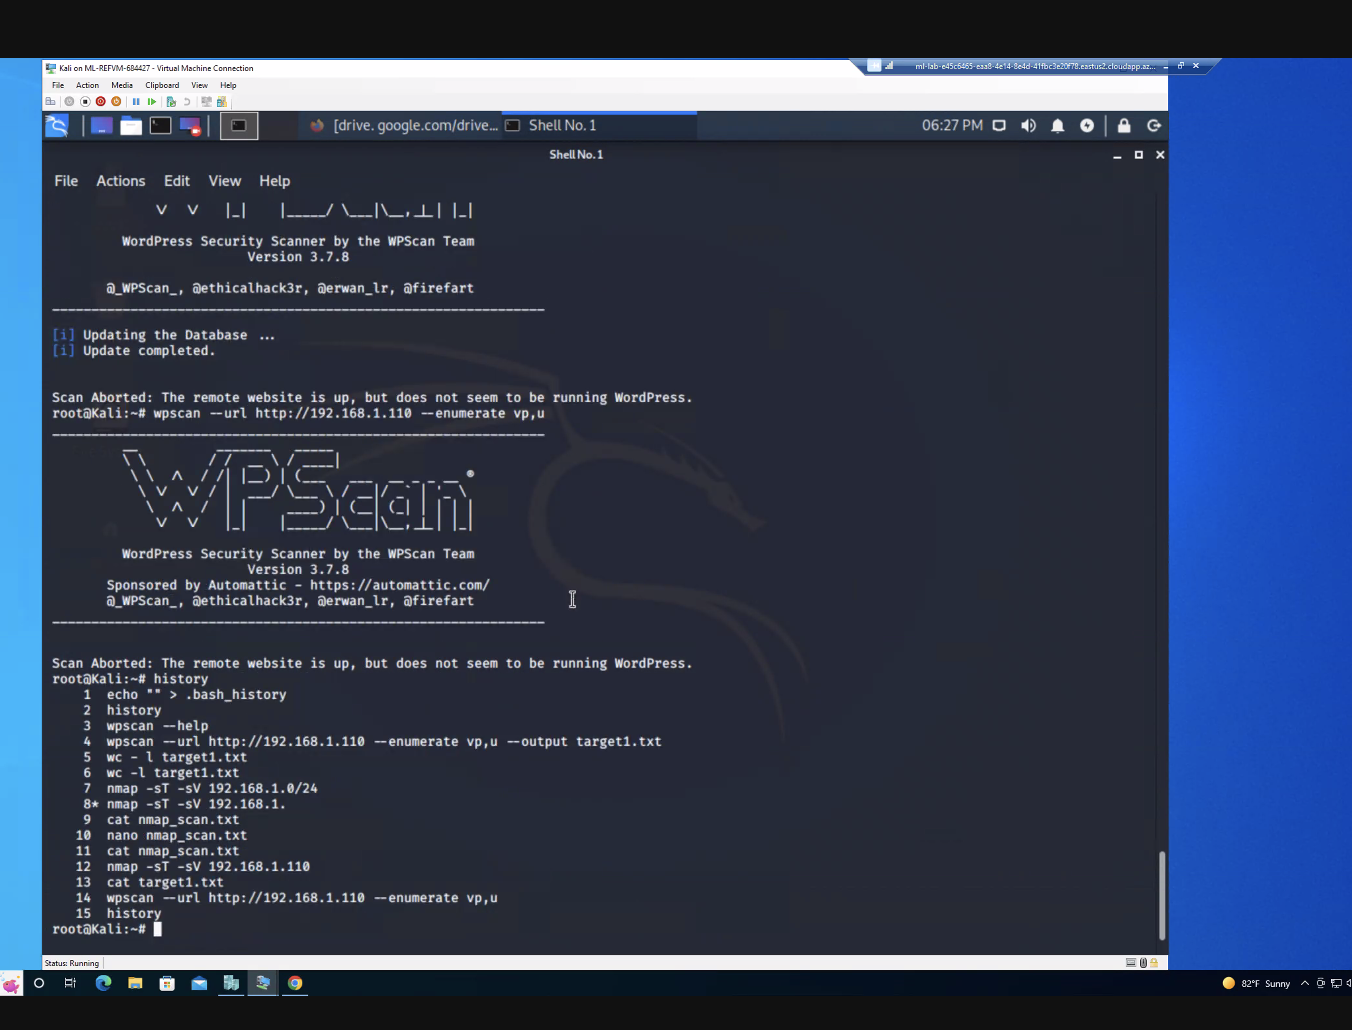 Kali on ML-REFVM-684427 - Virtual Machine Connection
ml-lab-e45c6465-eaa8-4e14-8e4d-41fbc3e20f78.eastus2.cloudapp.az...
File Action Media Clipboard View Help
[drive. google.com/drive... Shell No. 1 06:27 PM
Shell No. 1
File Actions Edit View Help
WordPress Security Scanner by the WPScan Team
Version 3.7.8
@_WPScan_, @ethicalhack3r, @erwan_lr, @firefart
[i] Updating the Database ...
[i] Update completed.
Scan Aborted: The remote website is up, but does not seem to be running WordPress.
root@Kali:~# wpscan --url http://192.168.1.110 --enumerate vp,u
WPScan ®
WordPress Security Scanner by the WPScan Team
Version 3.7.8
Sponsored by Automattic - https://automattic.com/
@_WPScan_, @ethicalhack3r, @erwan_lr, @firefart
Scan Aborted: The remote website is up, but does not seem to be running WordPress.
root@Kali:~# history
1 echo "" > .bash_history
2 history
3 wpscan --help
4 wpscan --url http://192.168.1.110 --enumerate vp,u --output target1.txt
5 wc - l target1.txt
6 wc -l target1.txt
7 nmap -sT -sV 192.168.1.0/24
8* nmap -sT -sV 192.168.1.
9 cat nmap_scan.txt
10 nano nmap_scan.txt
11 cat nmap_scan.txt
12 nmap -sT -sV 192.168.1.110
13 cat target1.txt
14 wpscan --url http://192.168.1.110 --enumerate vp,u
15 history
root@Kali:~#
Status: Running
82°F Sunny